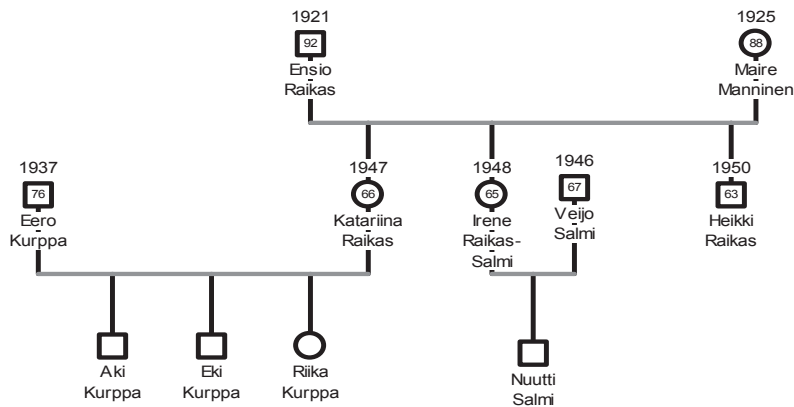 1921
92
Ensio
Raikas
1925
88
Maire
Manninen
1937
76
Eero
Kurppa
1947
66
Katariina
Raikas
1948
65
Irene
Raikas-
Salmi
1946
67
Veijo
Salmi
1950
63
Heikki
Raikas
Aki
Kurppa
Eki
Kurppa
Riika
Kurppa
Nuutti
Salmi